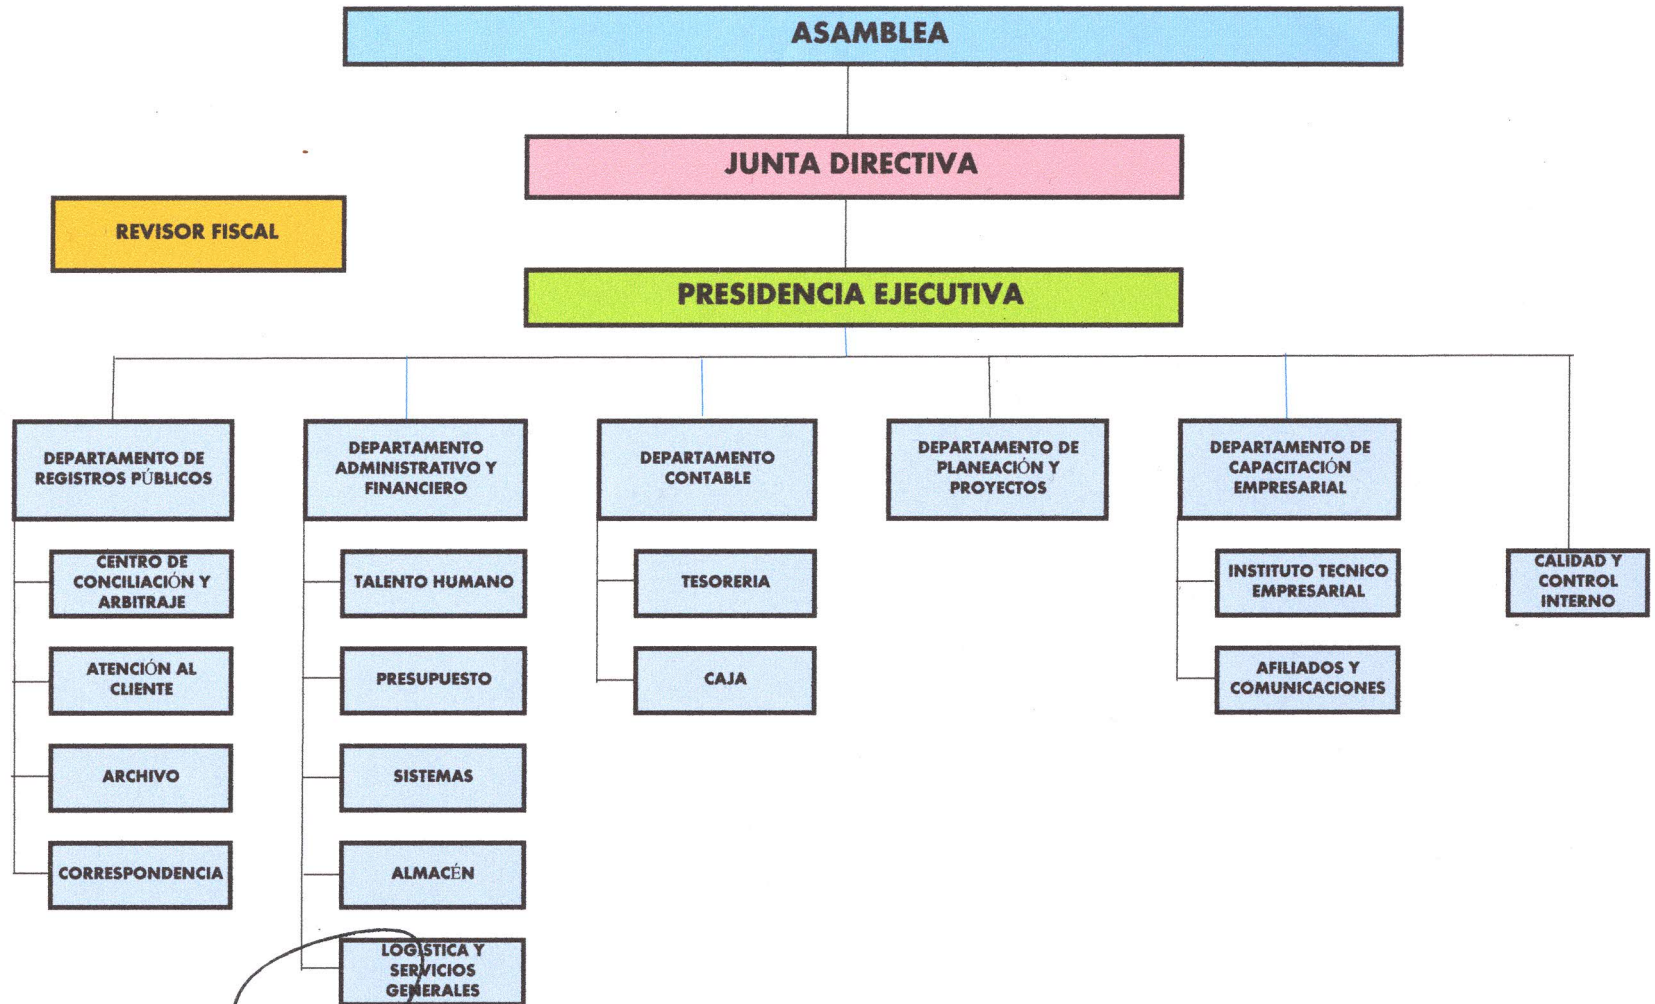 ASAMBLEA
JUNTA DIRECTIVA
REVISOR FISCAL
PRESIDENCIA EJECUTIVA
DEPARTAMENTO DE
REGISTROS PÚBLICOS
CENTRO DE
CONCILIACIÓN Y
ARBITRAJE
ATENCIÓN AL
CLIENTE
ARCHIVO
CORRESPONDENCIA
DEPARTAMENTO
ADMINISTRATIVO Y
FINANCIERO
TALENTO HUMANO
PRESUPUESTO
SISTEMAS
ALMACÉN
LOGISTICA Y
SERVICIOS
GENERALES
DEPARTAMENTO
CONTABLE
TESORERIA
CAJA
DEPARTAMENTO DE
PLANEACIÓN Y
PROYECTOS
DEPARTAMENTO DE
CAPACITACIÓN
EMPRESARIAL
INSTITUTO TECNICO
EMPRESARIAL
AFILIADOS Y
COMUNICACIONES
CALIDAD Y
CONTROL
INTERNO